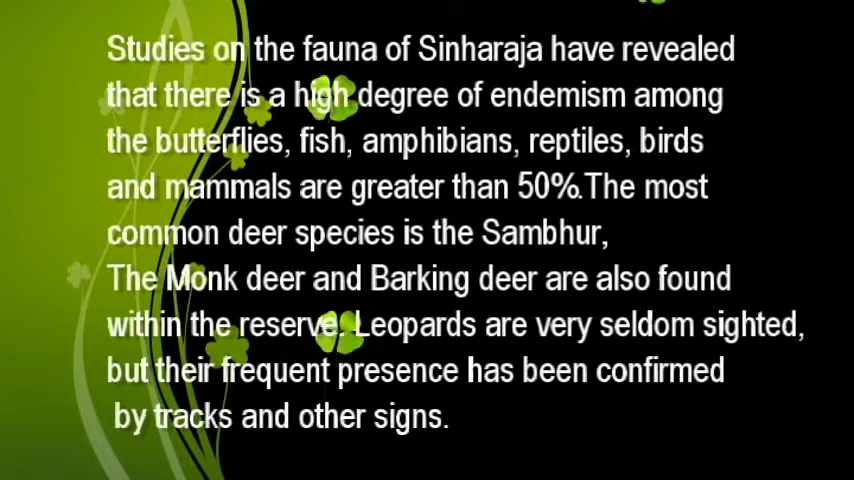 Studies on the fauna of Sinharaja have revealed
that there is a high degree of endemism among
the butterflies, fish, amphibians, reptiles, birds
and mammals are greater than 50%.The most
common deer species is the Sambhur,
The Monk deer and Barking deer are also found
within the reserve. Leopards are very seldom sighted,
but their frequent presence has been confirmed
by tracks and other signs.